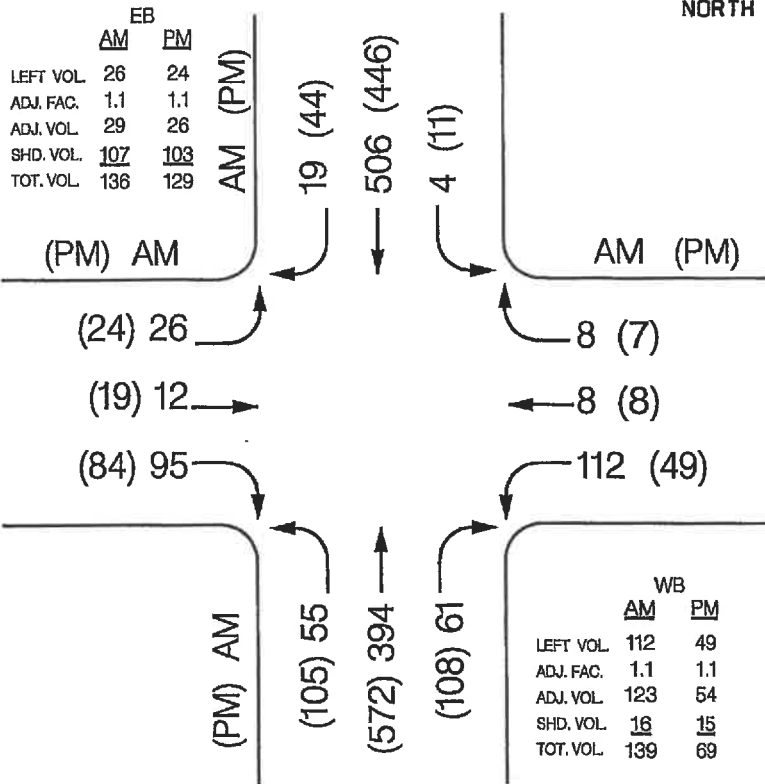 NORTH
EB
AM PM
LEFT VOL. 26 24
ADJ. FAC. 1.1 1.1
ADJ. VOL. 29 26
SHD. VOL. 107 103
TOT. VOL. 136 129
AM (PM)
19 (44)
506 (446)
4 (11)
(PM) AM
AM (PM)
(24) 26
8 (7)
(19) 12
8 (8)
(84) 95
112 (49)
(PM) AM
(105) 55
(572) 394
(108) 61
WB
AM PM
LEFT VOL. 112 49
ADJ. FAC. 1.1 1.1
ADJ. VOL. 123 54
SHD. VOL. 16 15
TOT. VOL. 139 69